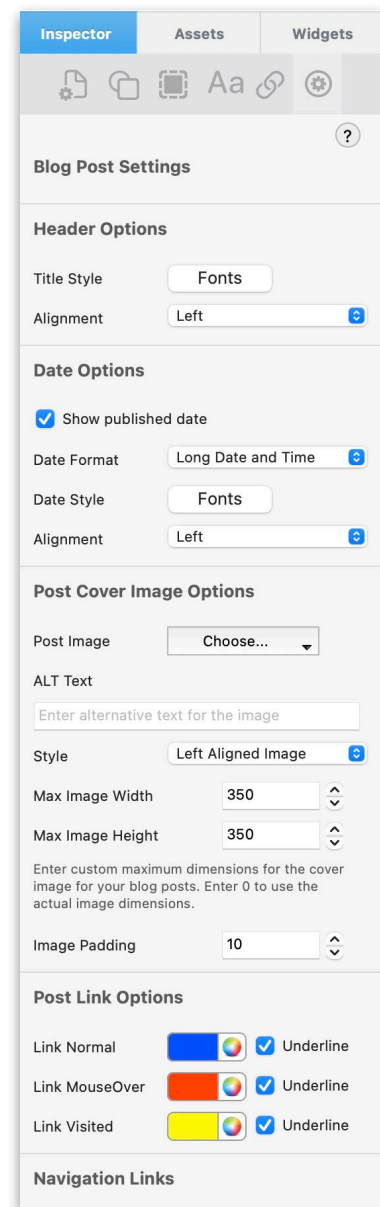 Inspector Assets Widgets
Aa
?
Blog Post Settings
Header Options
Title Style Fonts
Alignment Left
Date Options
Show published date
Date Format Long Date and Time
Date Style Fonts
Alignment Left
Post Cover Image Options
Post Image Choose...
ALT Text
Enter alternative text for the image
Style Left Aligned Image
Max Image Width 350
Max Image Height 350
Enter custom maximum dimensions for the cover
image for your blog posts. Enter 0 to use the
actual image dimensions.
Image Padding 10
Post Link Options
Link Normal Underline
Link MouseOver Underline
Link Visited Underline
Navigation Links